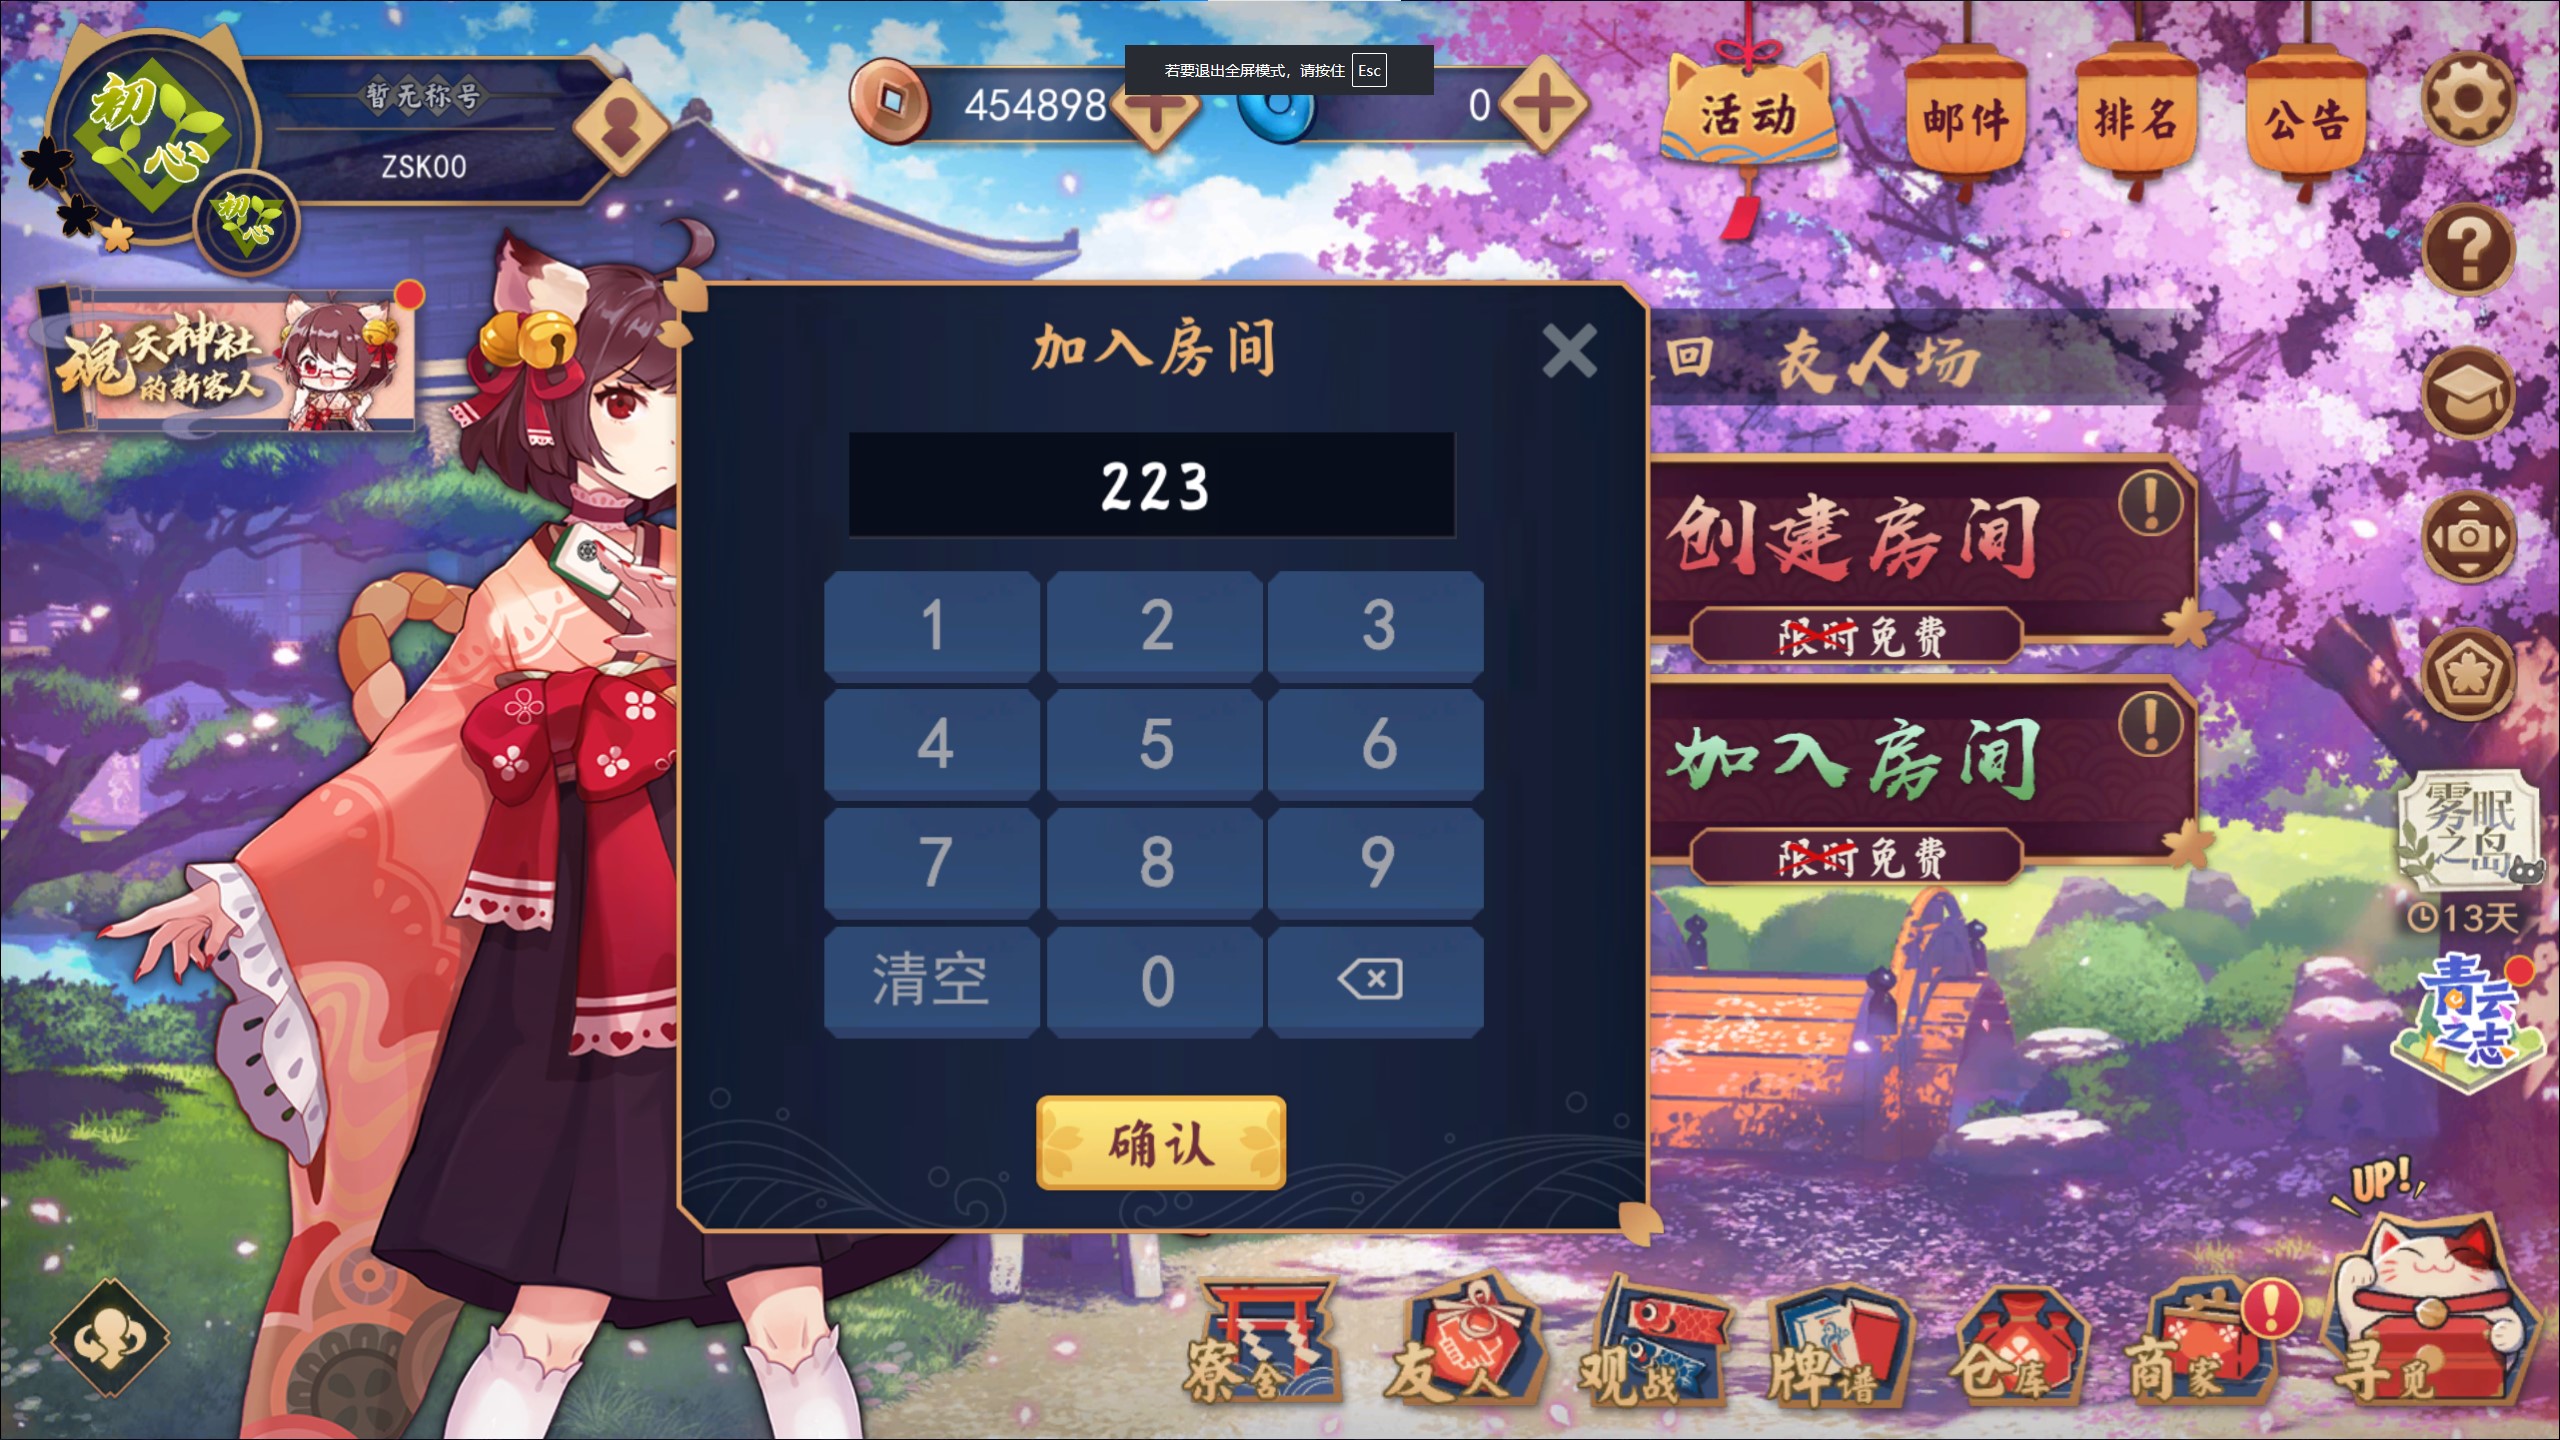 初心
暂无称号
ZSK00
初心
454898
若要退出全屏模式，请按住 Esc
0
活动
邮件
排名
公告
魂天神社
的新客人
加入房间
回 友人场
223
1 2 3
4 5 6
7 8 9
清空 0
确认
创建房间
限时免费
加入房间
限时免费
雾眠之岛
13天
青云之志
UP!
寮舍
友人
观战
牌谱
仓库
商家
寻觅